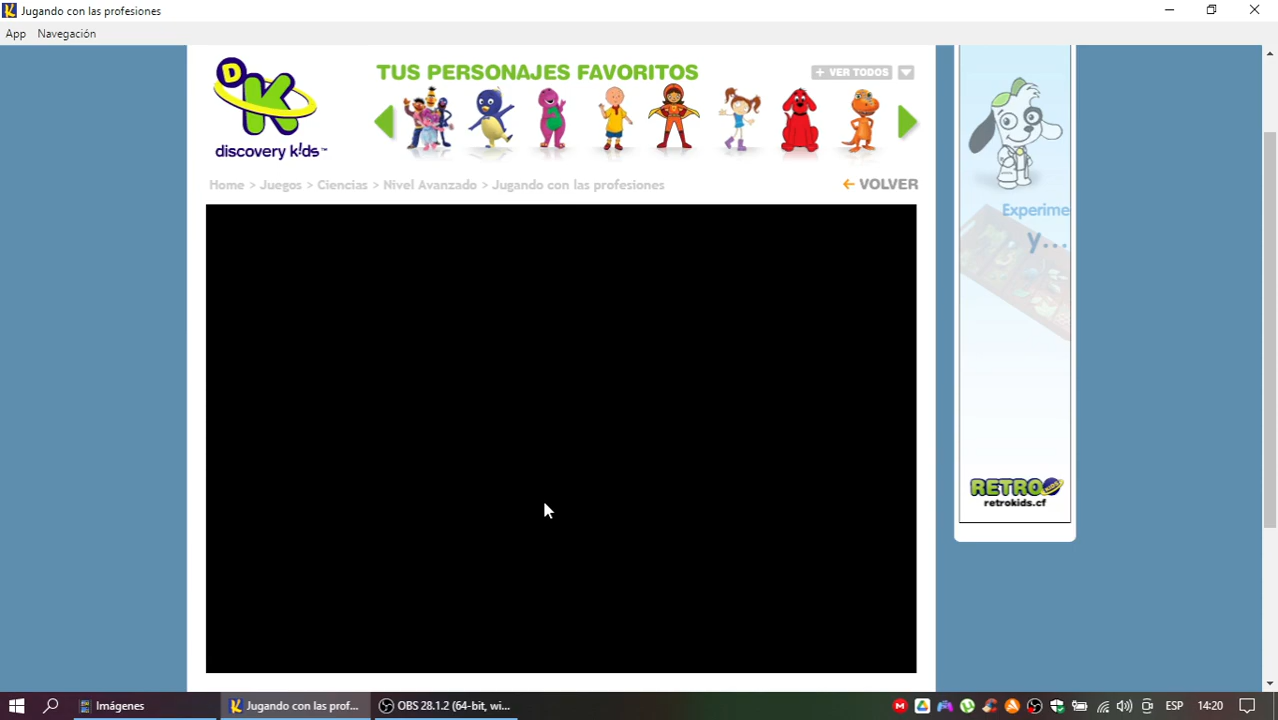 Jugando con las profesiones
App Navegación
D K
discovery k!ds™
TUS PERSONAJES FAVORITOS
+ VER TODOS
Home > Juegos > Ciencias > Nivel Avanzado > Jugando con las profesiones
VOLVER
Experime
y...
RETRO
retrokids.cf
Imágenes
Jugando con las prof...
OBS 28.1.2 (64-bit, wi...
ESP
14:20